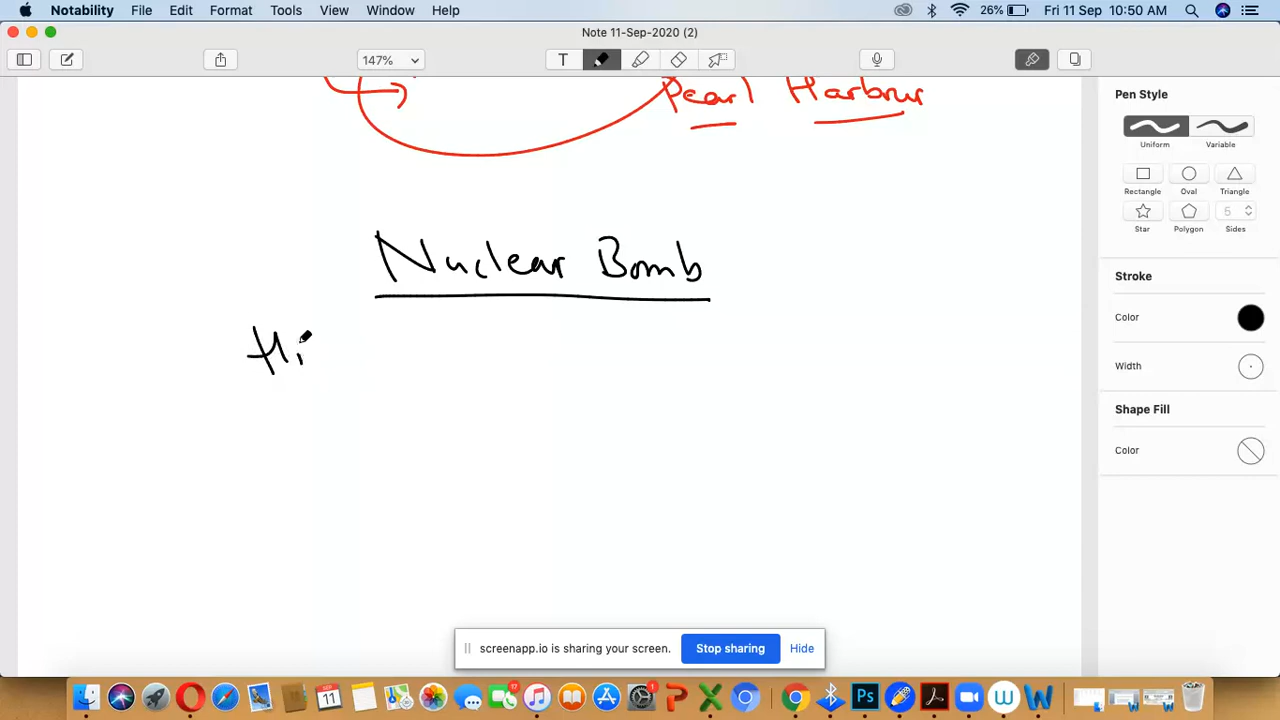 Notability File Edit Format Tools View Window Help 26% Fri 11 Sep 10:50 AM
Note 11-Sep-2020 (2)
147% T
Pearl Harbour
Nuclear Bomb
Hi
Pen Style
Uniform Variable
Rectangle Oval Triangle
5
Star Polygon Sides
Stroke
Color
Width
Shape Fill
Color
screenapp.io is sharing your screen. Stop sharing Hide